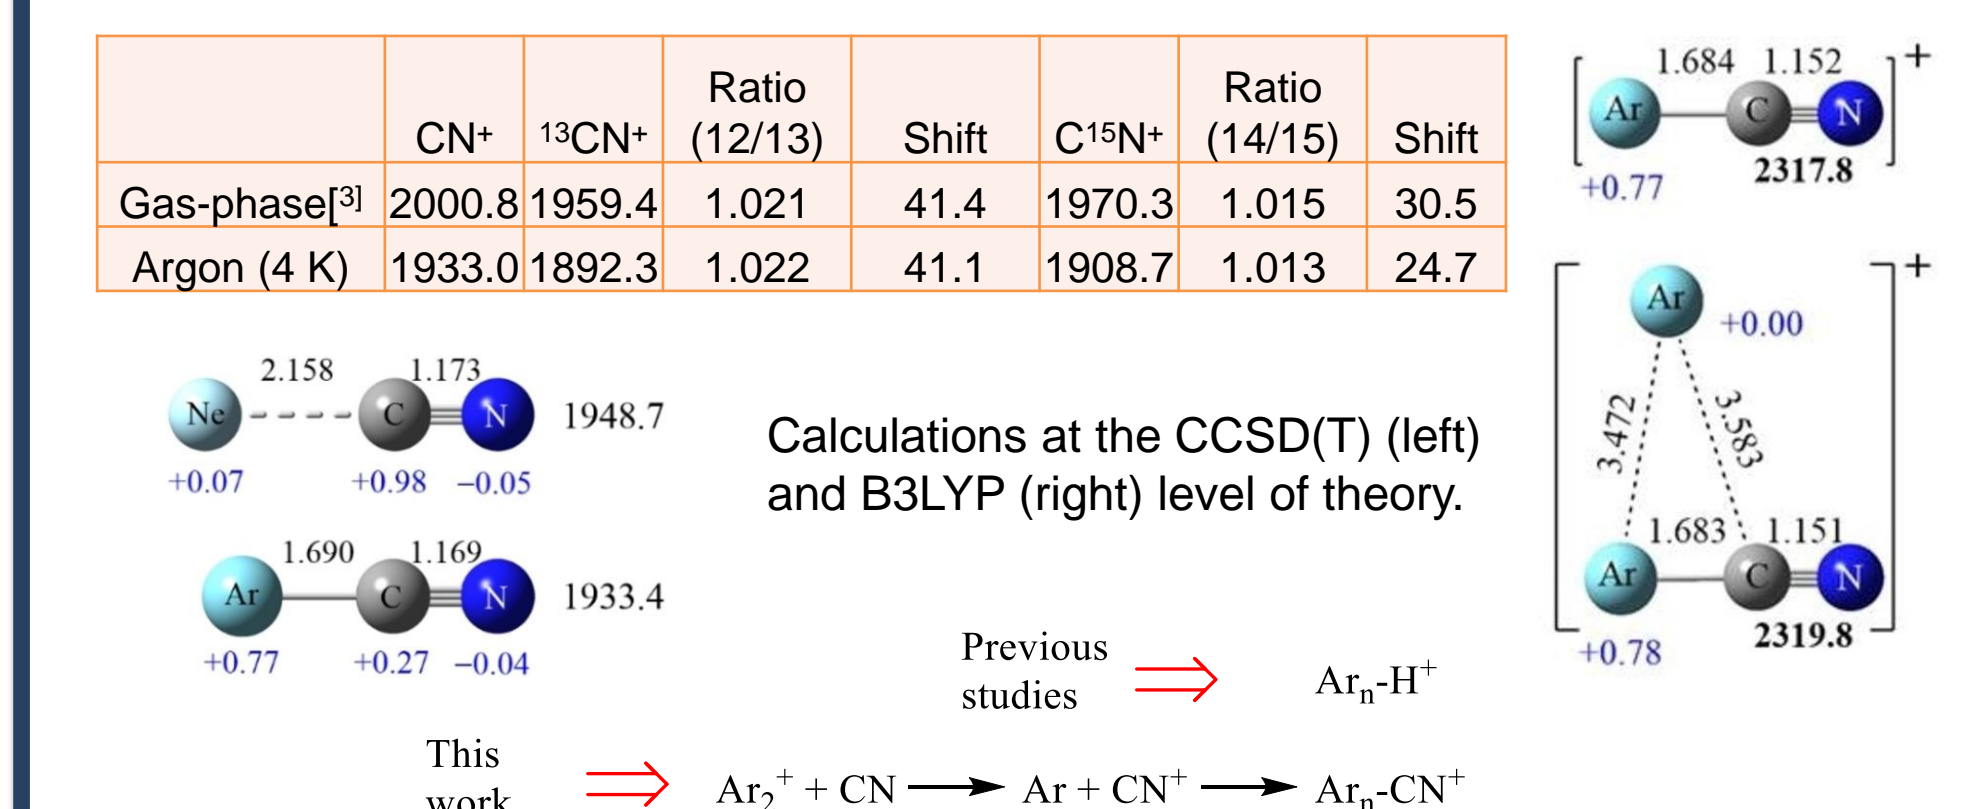 CN⁺ ¹³CN⁺ Ratio (12/13) Shift C¹⁵N⁺ Ratio (14/15) Shift
Gas-phase[³] 2000.8 1959.4 1.021 41.4 1970.3 1.015 30.5
Argon (4 K) 1933.0 1892.3 1.022 41.1 1908.7 1.013 24.7
1.684 1.152 +
Ar C N
2317.8
+0.77
+
Ar
+0.00
3.472 3.583
1.683 1.151
Ar C N
2319.8
+0.78
2.158 1.173
Ne C N 1948.7
+0.07 +0.98 −0.05
1.690 1.169
Ar C N 1933.4
+0.77 +0.27 −0.04
Calculations at the CCSD(T) (left)
and B3LYP (right) level of theory.
Previous
studies
Arₙ-H⁺
This
work
Ar₂⁺ + CN ⟶ Ar + CN⁺ ⟶ Arₙ-CN⁺